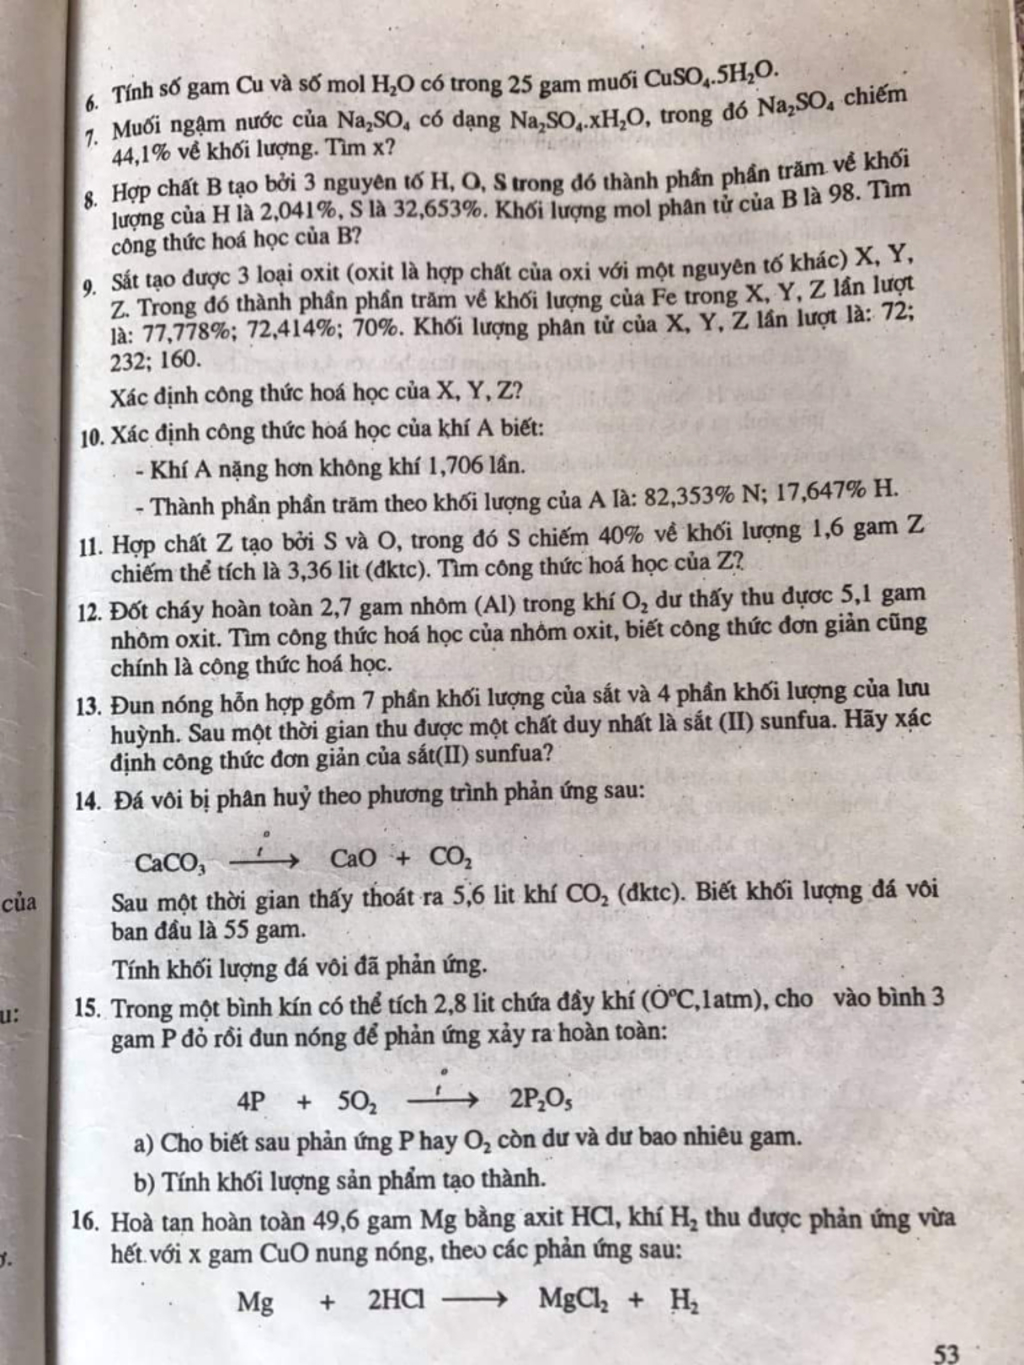 6. Tính số gam Cu và số mol H₂O có trong 25 gam muối CuSO₄.5H₂O.
7. Muối ngậm nước của Na₂SO₄ có dạng Na₂SO₄.xH₂O, trong đó Na₂SO₄ chiếm
44,1% về khối lượng. Tìm x?
8. Hợp chất B tạo bởi 3 nguyên tố H, O, S trong đó thành phần phần trăm về khối
lượng của H là 2,041%, S là 32,653%. Khối lượng mol phân tử của B là 98. Tìm
công thức hoá học của B?
9. Sắt tạo được 3 loại oxit (oxit là hợp chất của oxi với một nguyên tố khác) X, Y,
Z. Trong đó thành phần phần trăm về khối lượng của Fe trong X, Y, Z lần lượt
là: 77,778%; 72,414%; 70%. Khối lượng phân tử của X, Y, Z lần lượt là: 72;
232; 160.
Xác định công thức hoá học của X, Y, Z?
10. Xác định công thức hoá học của khí A biết:
- Khí A nặng hơn không khí 1,706 lần.
- Thành phần phần trăm theo khối lượng của A là: 82,353% N; 17,647% H.
11. Hợp chất Z tạo bởi S và O, trong đó S chiếm 40% về khối lượng 1,6 gam Z
chiếm thể tích là 3,36 lit (đktc). Tìm công thức hoá học của Z?
12. Đốt cháy hoàn toàn 2,7 gam nhôm (Al) trong khí O₂ dư thấy thu đựơc 5,1 gam
nhôm oxit. Tìm công thức hoá học của nhôm oxit, biết công thức đơn giản cũng
chính là công thức hoá học.
13. Đun nóng hỗn hợp gồm 7 phần khối lượng của sắt và 4 phần khối lượng của lưu
huỳnh. Sau một thời gian thu được một chất duy nhất là sắt (II) sunfua. Hãy xác
định công thức đơn giản của sắt(II) sunfua?
14. Đá vôi bị phân huỷ theo phương trình phản ứng sau:
CaCO₃ —t°→ CaO + CO₂
Sau một thời gian thấy thoát ra 5,6 lit khí CO₂ (đktc). Biết khối lượng đá vôi
ban đầu là 55 gam.
Tính khối lượng đá vôi đã phản ứng.
15. Trong một bình kín có thể tích 2,8 lit chứa đầy khí (O°C,1atm), cho vào bình 3
gam P đỏ rồi đun nóng để phản ứng xảy ra hoàn toàn:
4P + 5O₂ —t°→ 2P₂O₅
a) Cho biết sau phản ứng P hay O₂ còn dư và dư bao nhiêu gam.
b) Tính khối lượng sản phẩm tạo thành.
16. Hoà tan hoàn toàn 49,6 gam Mg bằng axit HCl, khí H₂ thu được phản ứng vừa
hết với x gam CuO nung nóng, theo các phản ứng sau:
Mg + 2HCl ⟶ MgCl₂ + H₂
53
của
u: